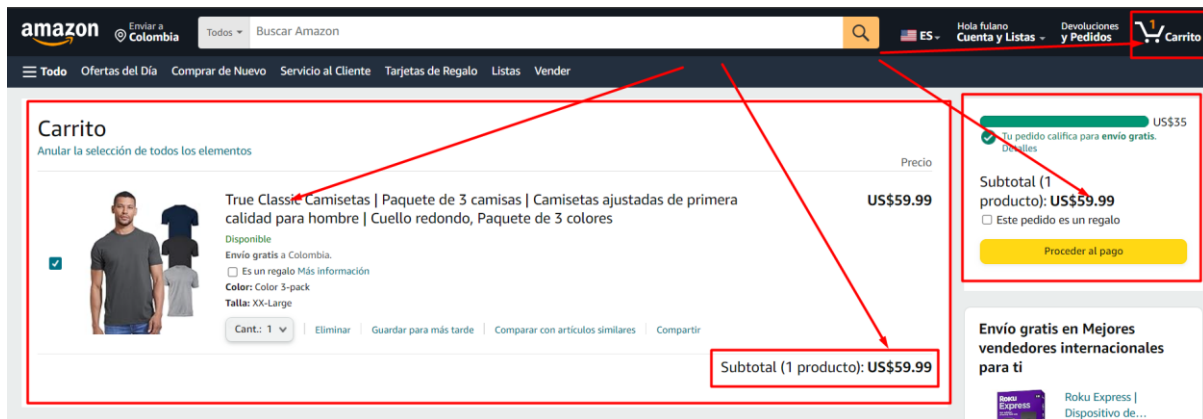 amazon
Enviar a
Colombia
Todos
Buscar Amazon
ES
Hola fulano
Cuenta y Listas
Devoluciones
y Pedidos
1
Carrito
Todo
Ofertas del Día
Comprar de Nuevo
Servicio al Cliente
Tarjetas de Regalo
Listas
Vender
Carrito
Anular la selección de todos los elementos
Precio
True Classic Camisetas | Paquete de 3 camisas | Camisetas ajustadas de primera
calidad para hombre | Cuello redondo, Paquete de 3 colores
US$59.99
Disponible
Envío gratis a Colombia.
Es un regalo Más información
Color: Color 3-pack
Talla: XX-Large
Cant.: 1
Eliminar
Guardar para más tarde
Comparar con artículos similares
Compartir
Subtotal (1 producto): US$59.99
US$35
Tu pedido califica para envío gratis.
Detalles
Subtotal (1
producto): US$59.99
Este pedido es un regalo
Proceder al pago
Envío gratis en Mejores
vendedores internacionales
para ti
Roku
Express
Roku Express |
Dispositivo de...